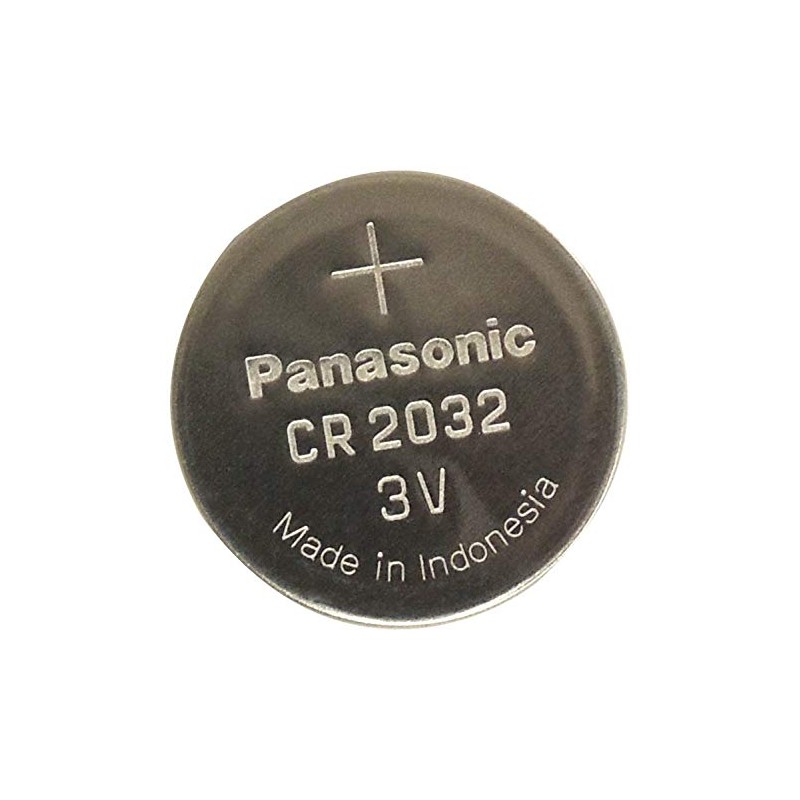 +
Panasonic
CR 2032
3V
Made in Indonesia